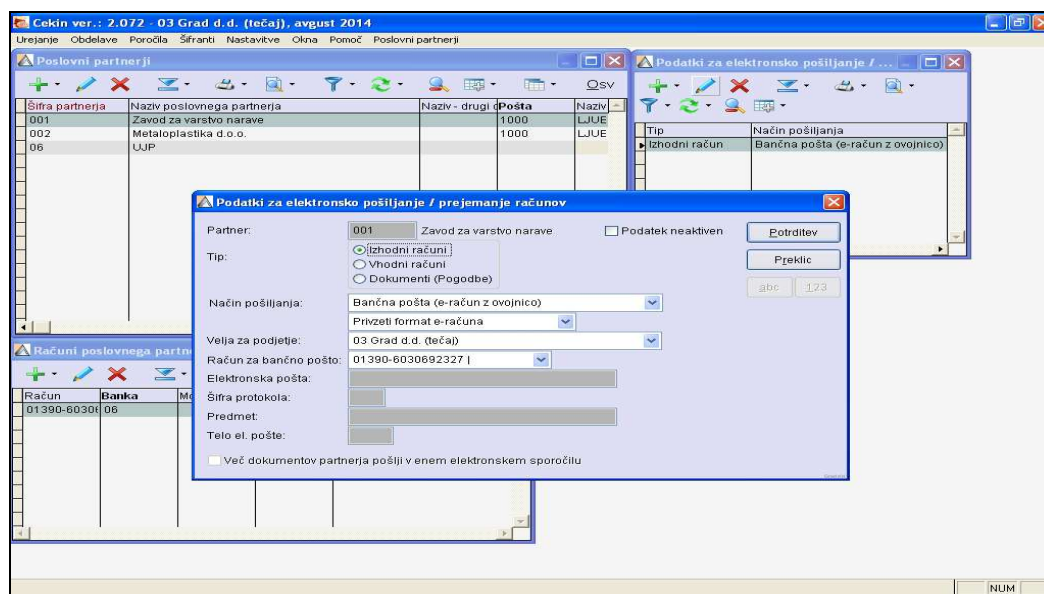 Cekin ver.: 2.072 - 03 Grad d.d. (tečaj), avgust 2014
Urejanje Obdelave Poročila Šifranti Nastavitve Okna Pomoč Poslovni partnerji
Poslovni partnerji
Osv
Šifra partnerja Naziv poslovnega partnerja Naziv - drugi d Pošta Naziv
001 Zavod za varstvo narave 1000 LJUE
002 Metaloplastika d.o.o. 1000 LJUE
06 UJP
Podatki za elektronsko pošiljanje / ...
Tip Način pošiljanja
Izhodni račun Bančna pošta (e-račun z ovojnico)
Podatki za elektronsko pošiljanje / prejemanje računov
Partner: 001 Zavod za varstvo narave Podatek neaktiven Potrditev
Tip: Izhodni računi
Vhodni računi
Dokumenti (Pogodbe)
Preklic
abc 123
Način pošiljanja: Bančna pošta (e-račun z ovojnico)
Privzeti format e-računa
Velja za podjetje: 03 Grad d.d. (tečaj)
Račun za bančno pošto: 01390-6030692327 |
Elektronska pošta:
Šifra protokola:
Predmet:
Telo el. pošte:
Več dokumentov partnerja pošlji v enem elektronskem sporočilu
Računi poslovnega partne
Račun Banka Mo
01390-6030 06
NUM